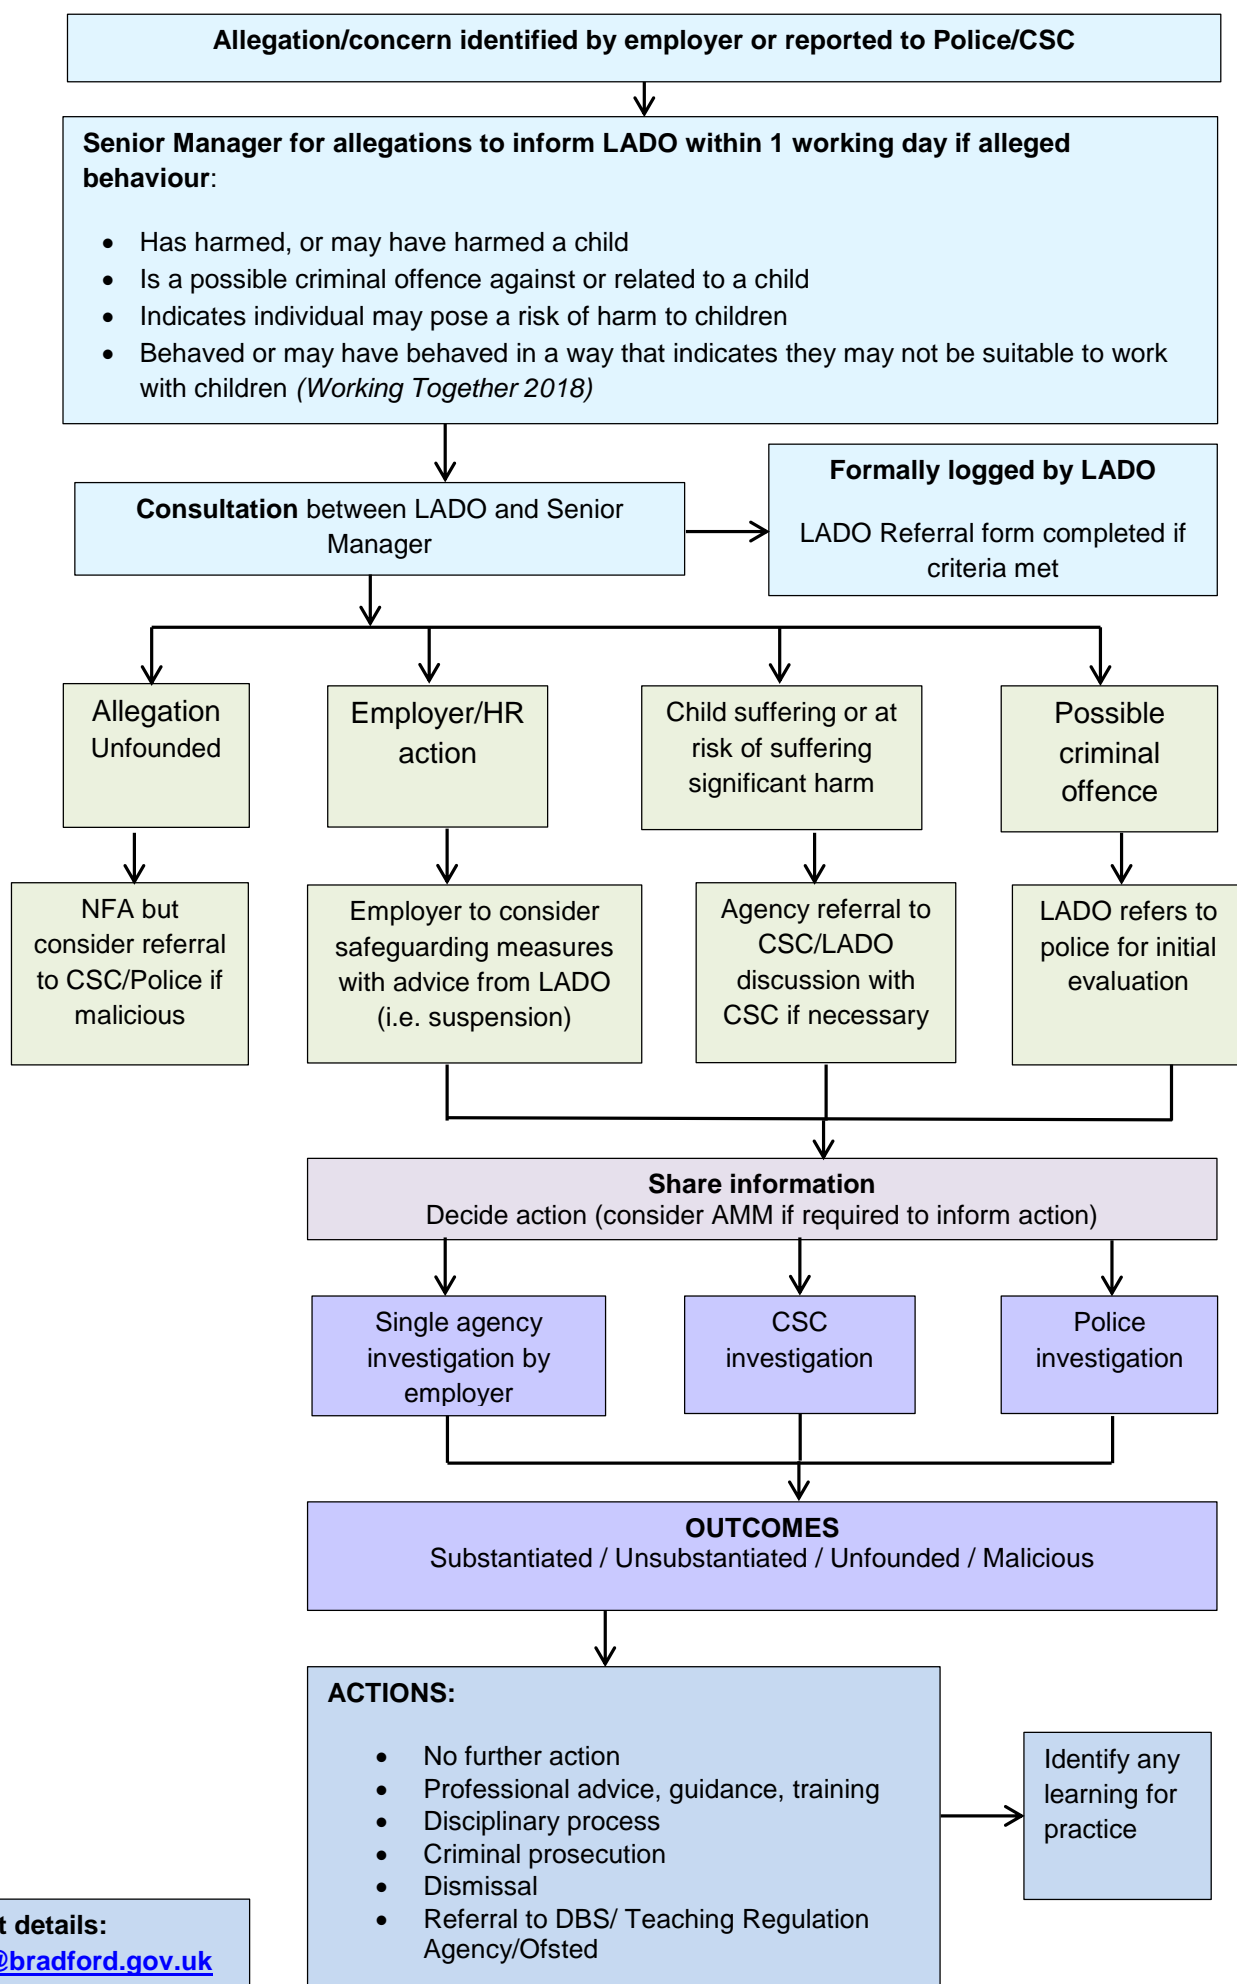 Allegation/concern identified by employer or reported to Police/CSC
Senior Manager for allegations to inform LADO within 1 working day if alleged
behaviour:
• Has harmed, or may have harmed a child
• Is a possible criminal offence against or related to a child
• Indicates individual may pose a risk of harm to children
• Behaved or may have behaved in a way that indicates they may not be suitable to work
with children (Working Together 2018)
Consultation between LADO and Senior
Manager
Formally logged by LADO
LADO Referral form completed if
criteria met
Allegation
Unfounded
Employer/HR
action
Child suffering or at
risk of suffering
significant harm
Possible
criminal
offence
NFA but
consider referral
to CSC/Police if
malicious
Employer to consider
safeguarding measures
with advice from LADO
(i.e. suspension)
Agency referral to
CSC/LADO
discussion with
CSC if necessary
LADO refers to
police for initial
evaluation
Share information
Decide action (consider AMM if required to inform action)
Single agency
investigation by
employer
CSC
investigation
Police
investigation
OUTCOMES
Substantiated / Unsubstantiated / Unfounded / Malicious
ACTIONS:
• No further action
• Professional advice, guidance, training
• Disciplinary process
• Criminal prosecution
• Dismissal
• Referral to DBS/ Teaching Regulation
Agency/Ofsted
Identify any
learning for
practice
t details:
@bradford.gov.uk